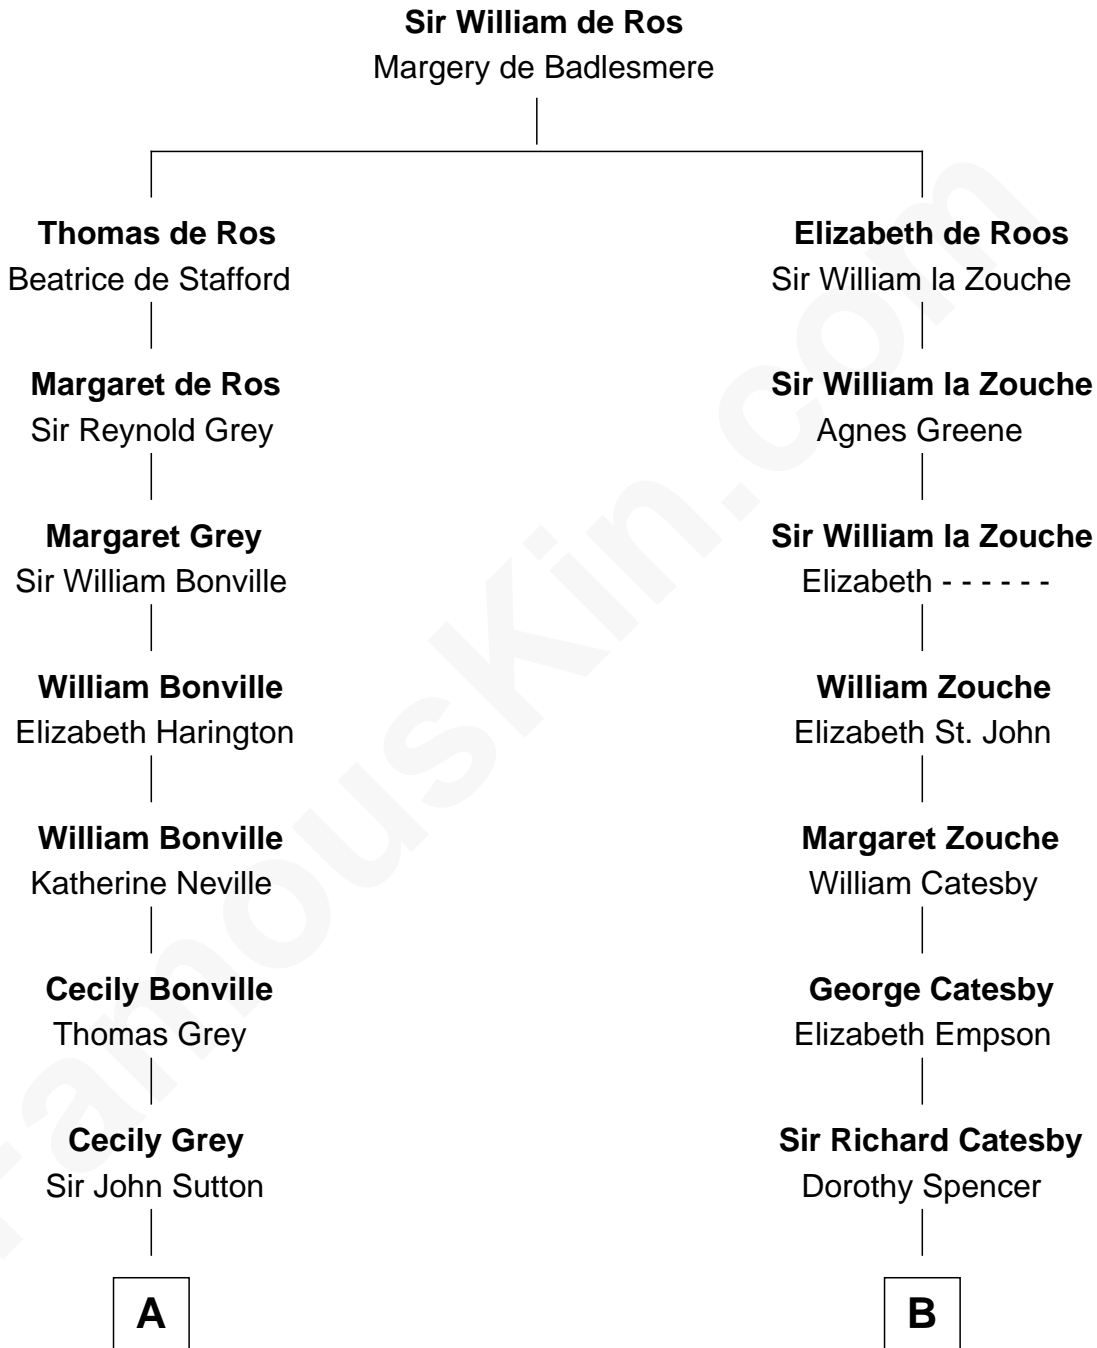 Sir William de Ros
Margery de Badlesmere
Thomas de Ros
Beatrice de Stafford
Elizabeth de Roos
Sir William la Zouche
Margaret de Ros
Sir Reynold Grey
Sir William la Zouche
Agnes Greene
Margaret Grey
Sir William Bonville
Sir William la Zouche
Elizabeth - - - - - -
William Bonville
Elizabeth Harington
William Zouche
Elizabeth St. John
William Bonville
Katherine Neville
Margaret Zouche
William Catesby
Cecily Bonville
Thomas Grey
George Catesby
Elizabeth Empson
Cecily Grey
Sir John Sutton
Sir Richard Catesby
Dorothy Spencer
A
B
FamousKin.com